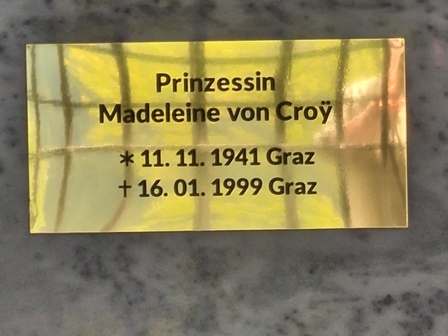 Prinzessin
Madeleine von Croÿ
* 11. 11. 1941 Graz
† 16. 01. 1999 Graz